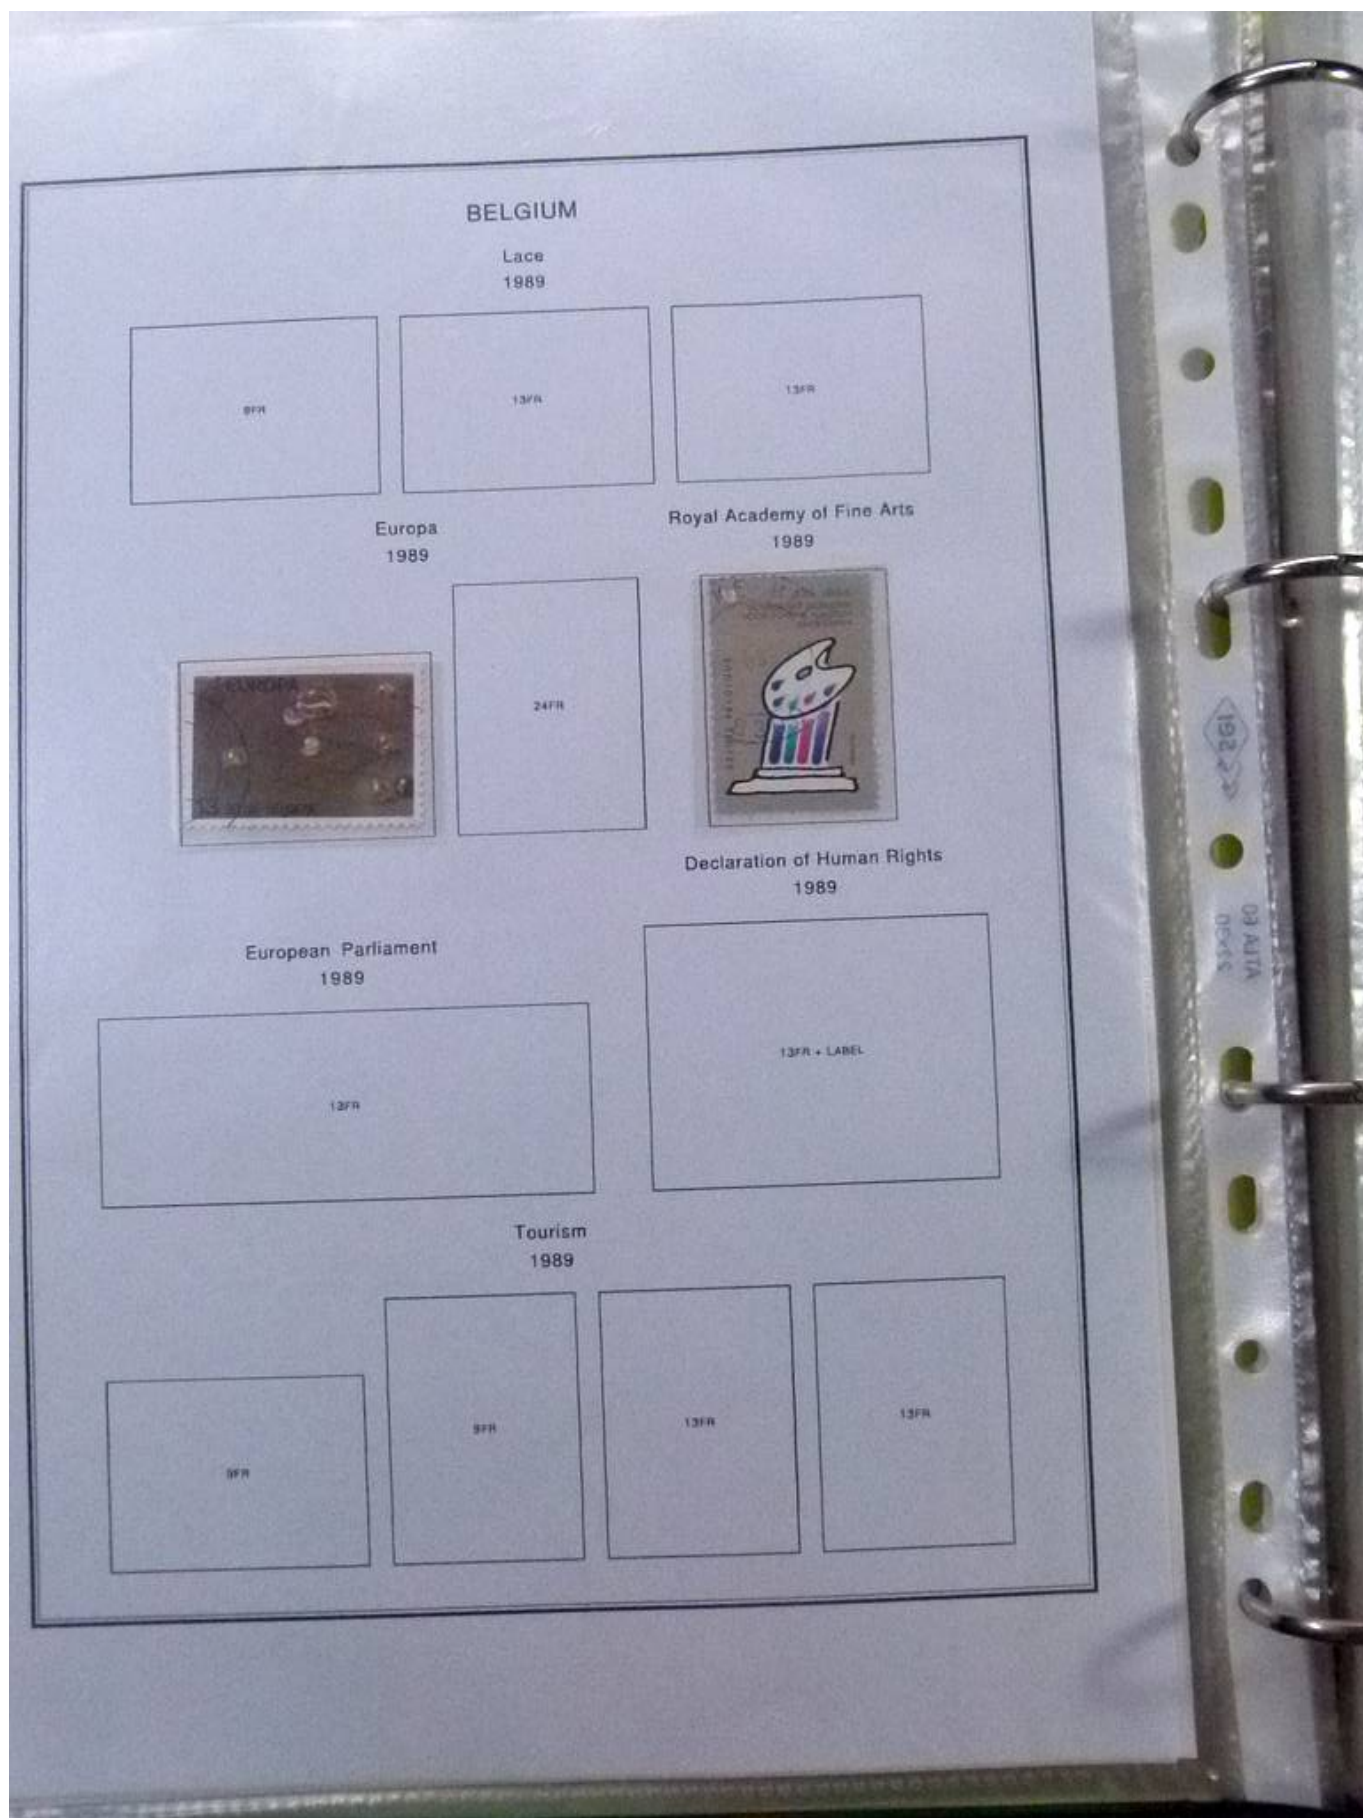 BELGIUM
Lace
1989
9FR
13FR
13FR
Europa
1989
Royal Academy of Fine Arts
1989
EUROPA
13
24FR
Declaration of Human Rights
1989
European Parliament
1989
13FR + LABEL
13FR
Tourism
1989
9FR
9FR
13FR
13FR